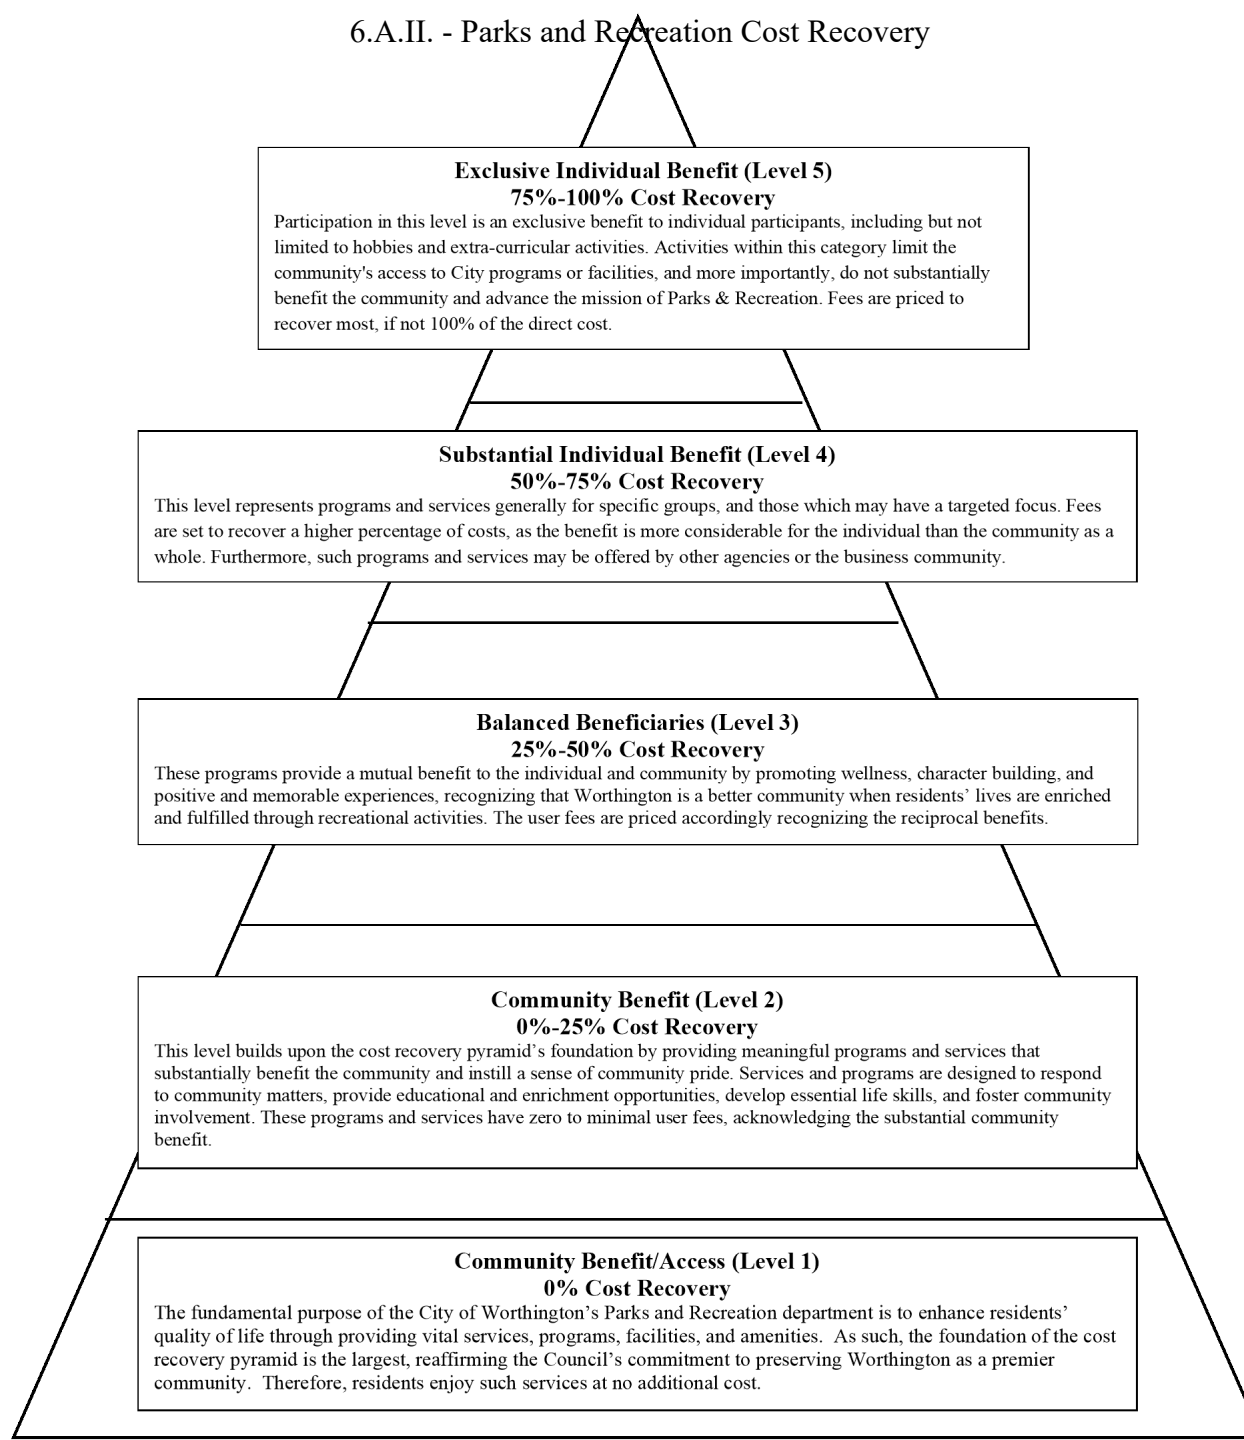 6.A.II. - Parks and Recreation Cost Recovery
Exclusive Individual Benefit (Level 5)
75%-100% Cost Recovery
Participation in this level is an exclusive benefit to individual participants, including but not
limited to hobbies and extra-curricular activities. Activities within this category limit the
community's access to City programs or facilities, and more importantly, do not substantially
benefit the community and advance the mission of Parks & Recreation. Fees are priced to
recover most, if not 100% of the direct cost.
Substantial Individual Benefit (Level 4)
50%-75% Cost Recovery
This level represents programs and services generally for specific groups, and those which may have a targeted focus. Fees
are set to recover a higher percentage of costs, as the benefit is more considerable for the individual than the community as a
whole. Furthermore, such programs and services may be offered by other agencies or the business community.
Balanced Beneficiaries (Level 3)
25%-50% Cost Recovery
These programs provide a mutual benefit to the individual and community by promoting wellness, character building, and
positive and memorable experiences, recognizing that Worthington is a better community when residents’ lives are enriched
and fulfilled through recreational activities. The user fees are priced accordingly recognizing the reciprocal benefits.
Community Benefit (Level 2)
0%-25% Cost Recovery
This level builds upon the cost recovery pyramid’s foundation by providing meaningful programs and services that
substantially benefit the community and instill a sense of community pride. Services and programs are designed to respond
to community matters, provide educational and enrichment opportunities, develop essential life skills, and foster community
involvement. These programs and services have zero to minimal user fees, acknowledging the substantial community
benefit.
Community Benefit/Access (Level 1)
0% Cost Recovery
The fundamental purpose of the City of Worthington’s Parks and Recreation department is to enhance residents’
quality of life through providing vital services, programs, facilities, and amenities.  As such, the foundation of the cost
recovery pyramid is the largest, reaffirming the Council’s commitment to preserving Worthington as a premier
community.  Therefore, residents enjoy such services at no additional cost.